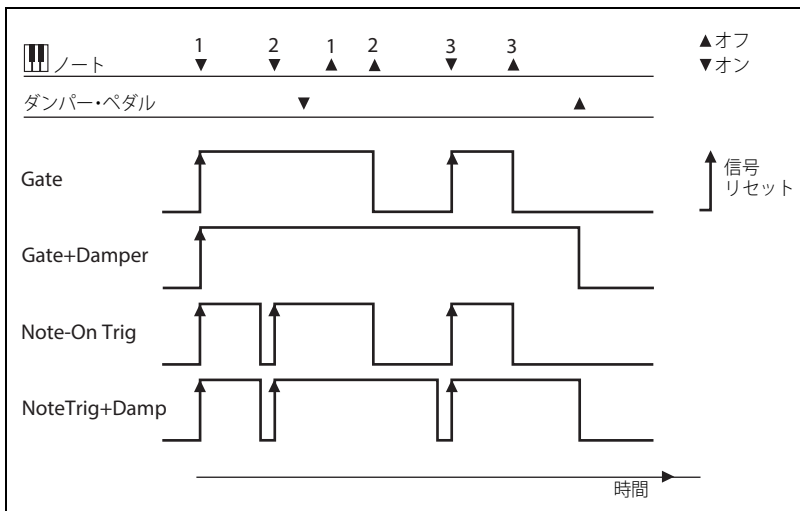 1 2 1 2 3 3
▲オフ
ノート ▼ ▼ ▲ ▲ ▼ ▲
▼オン
ダンパー・ペダル ▼ ▲
Gate
信号
リセット
Gate+Damper
Note-On Trig
NoteTrig+Damp
時間